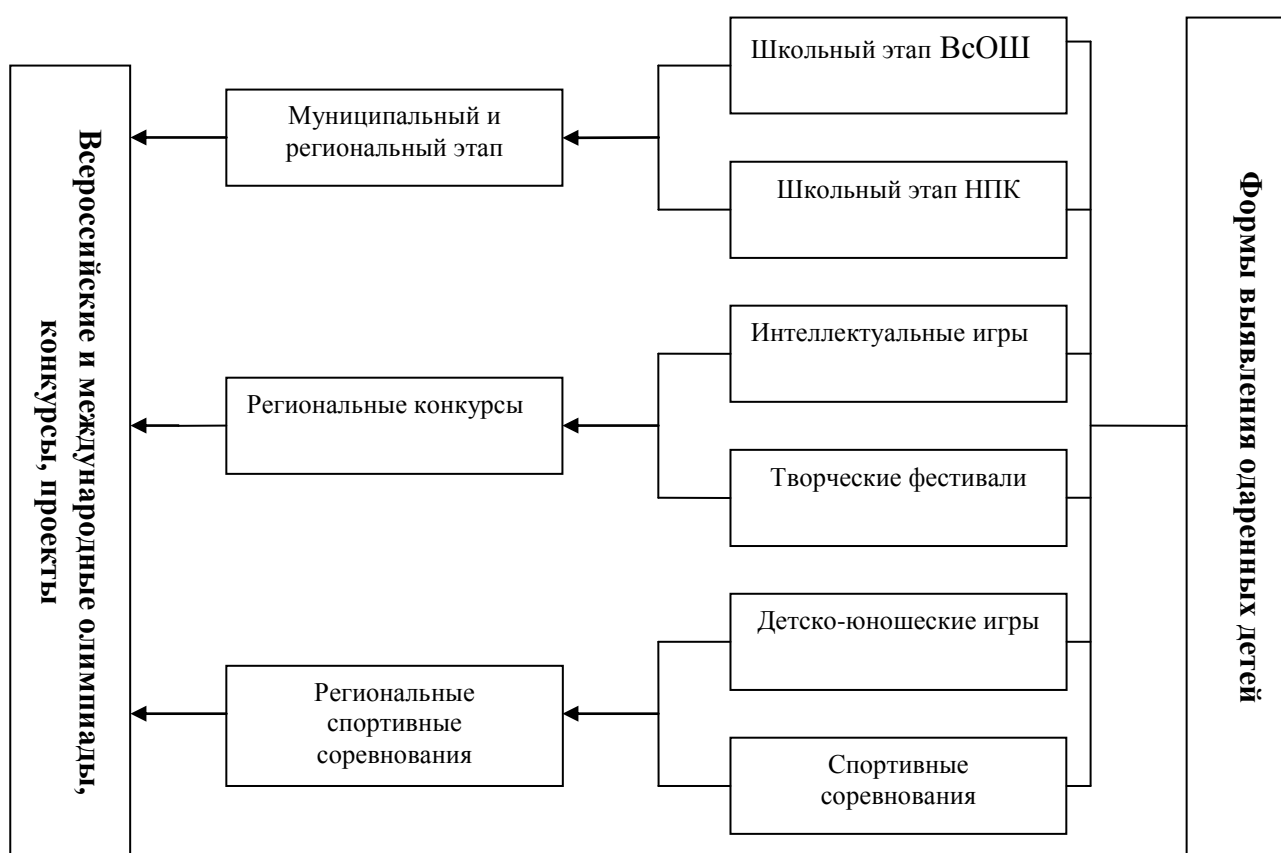 Всероссийские и международные олимпиады,
конкурсы, проекты
Муниципальный и
региональный этап
Региональные конкурсы
Региональные
спортивные
соревнования
Школьный этап ВсОШ
Школьный этап НПК
Интеллектуальные игры
Творческие фестивали
Детско-юношеские игры
Спортивные
соревнования
Формы выявления одаренных детей